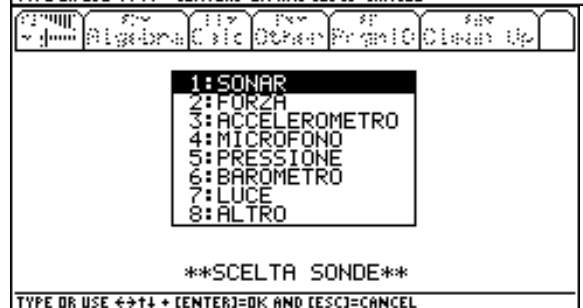 Algebra Calc Other PrgmIO Clean Up
1:SONAR
2:FORZA
3:ACCELEROMETRO
4:MICROFONO
5:PRESSIONE
6:BAROMETRO
7:LUCE
8:ALTRO
**SCELTA SONDE**
TYPE OR USE ←→↑↓ + [ENTER]=OK AND [ESC]=CANCEL